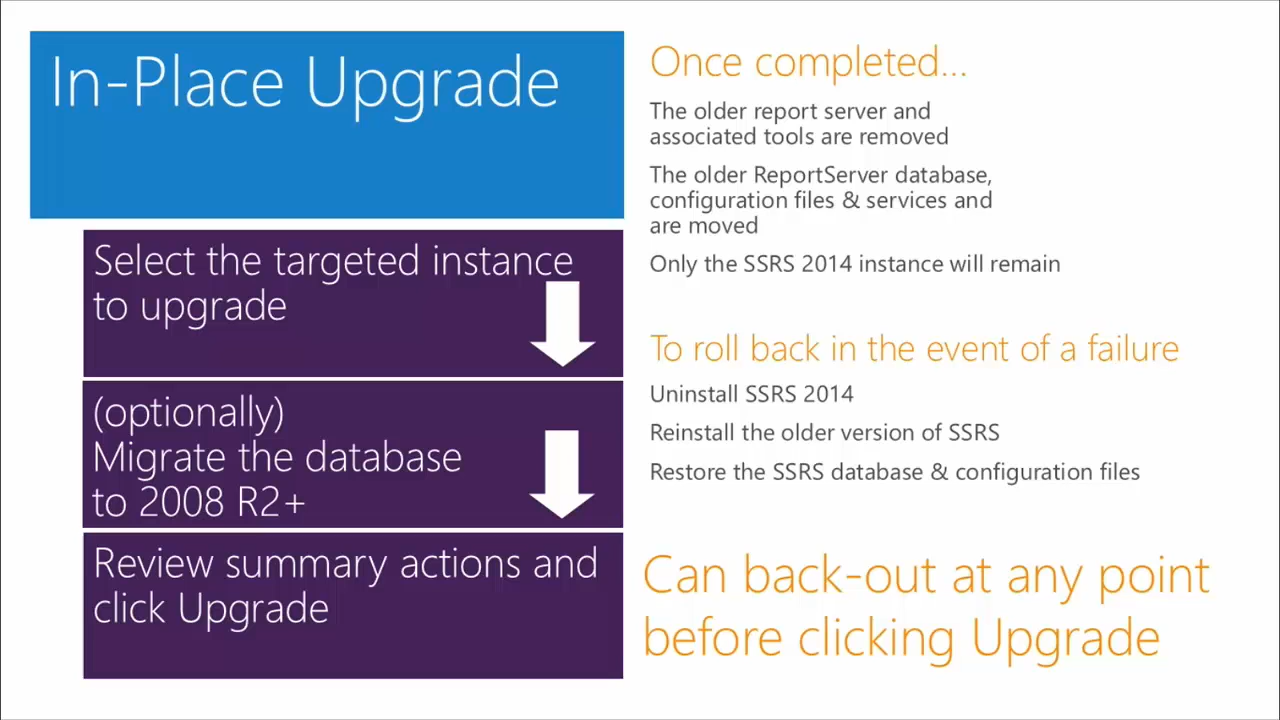 In-Place Upgrade
Select the targeted instance
to upgrade
(optionally)
Migrate the database
to 2008 R2+
Review summary actions and
click Upgrade
Once completed...
The older report server and
associated tools are removed
The older ReportServer database,
configuration files & services and
are moved
Only the SSRS 2014 instance will remain
To roll back in the event of a failure
Uninstall SSRS 2014
Reinstall the older version of SSRS
Restore the SSRS database & configuration files
Can back-out at any point
before clicking Upgrade